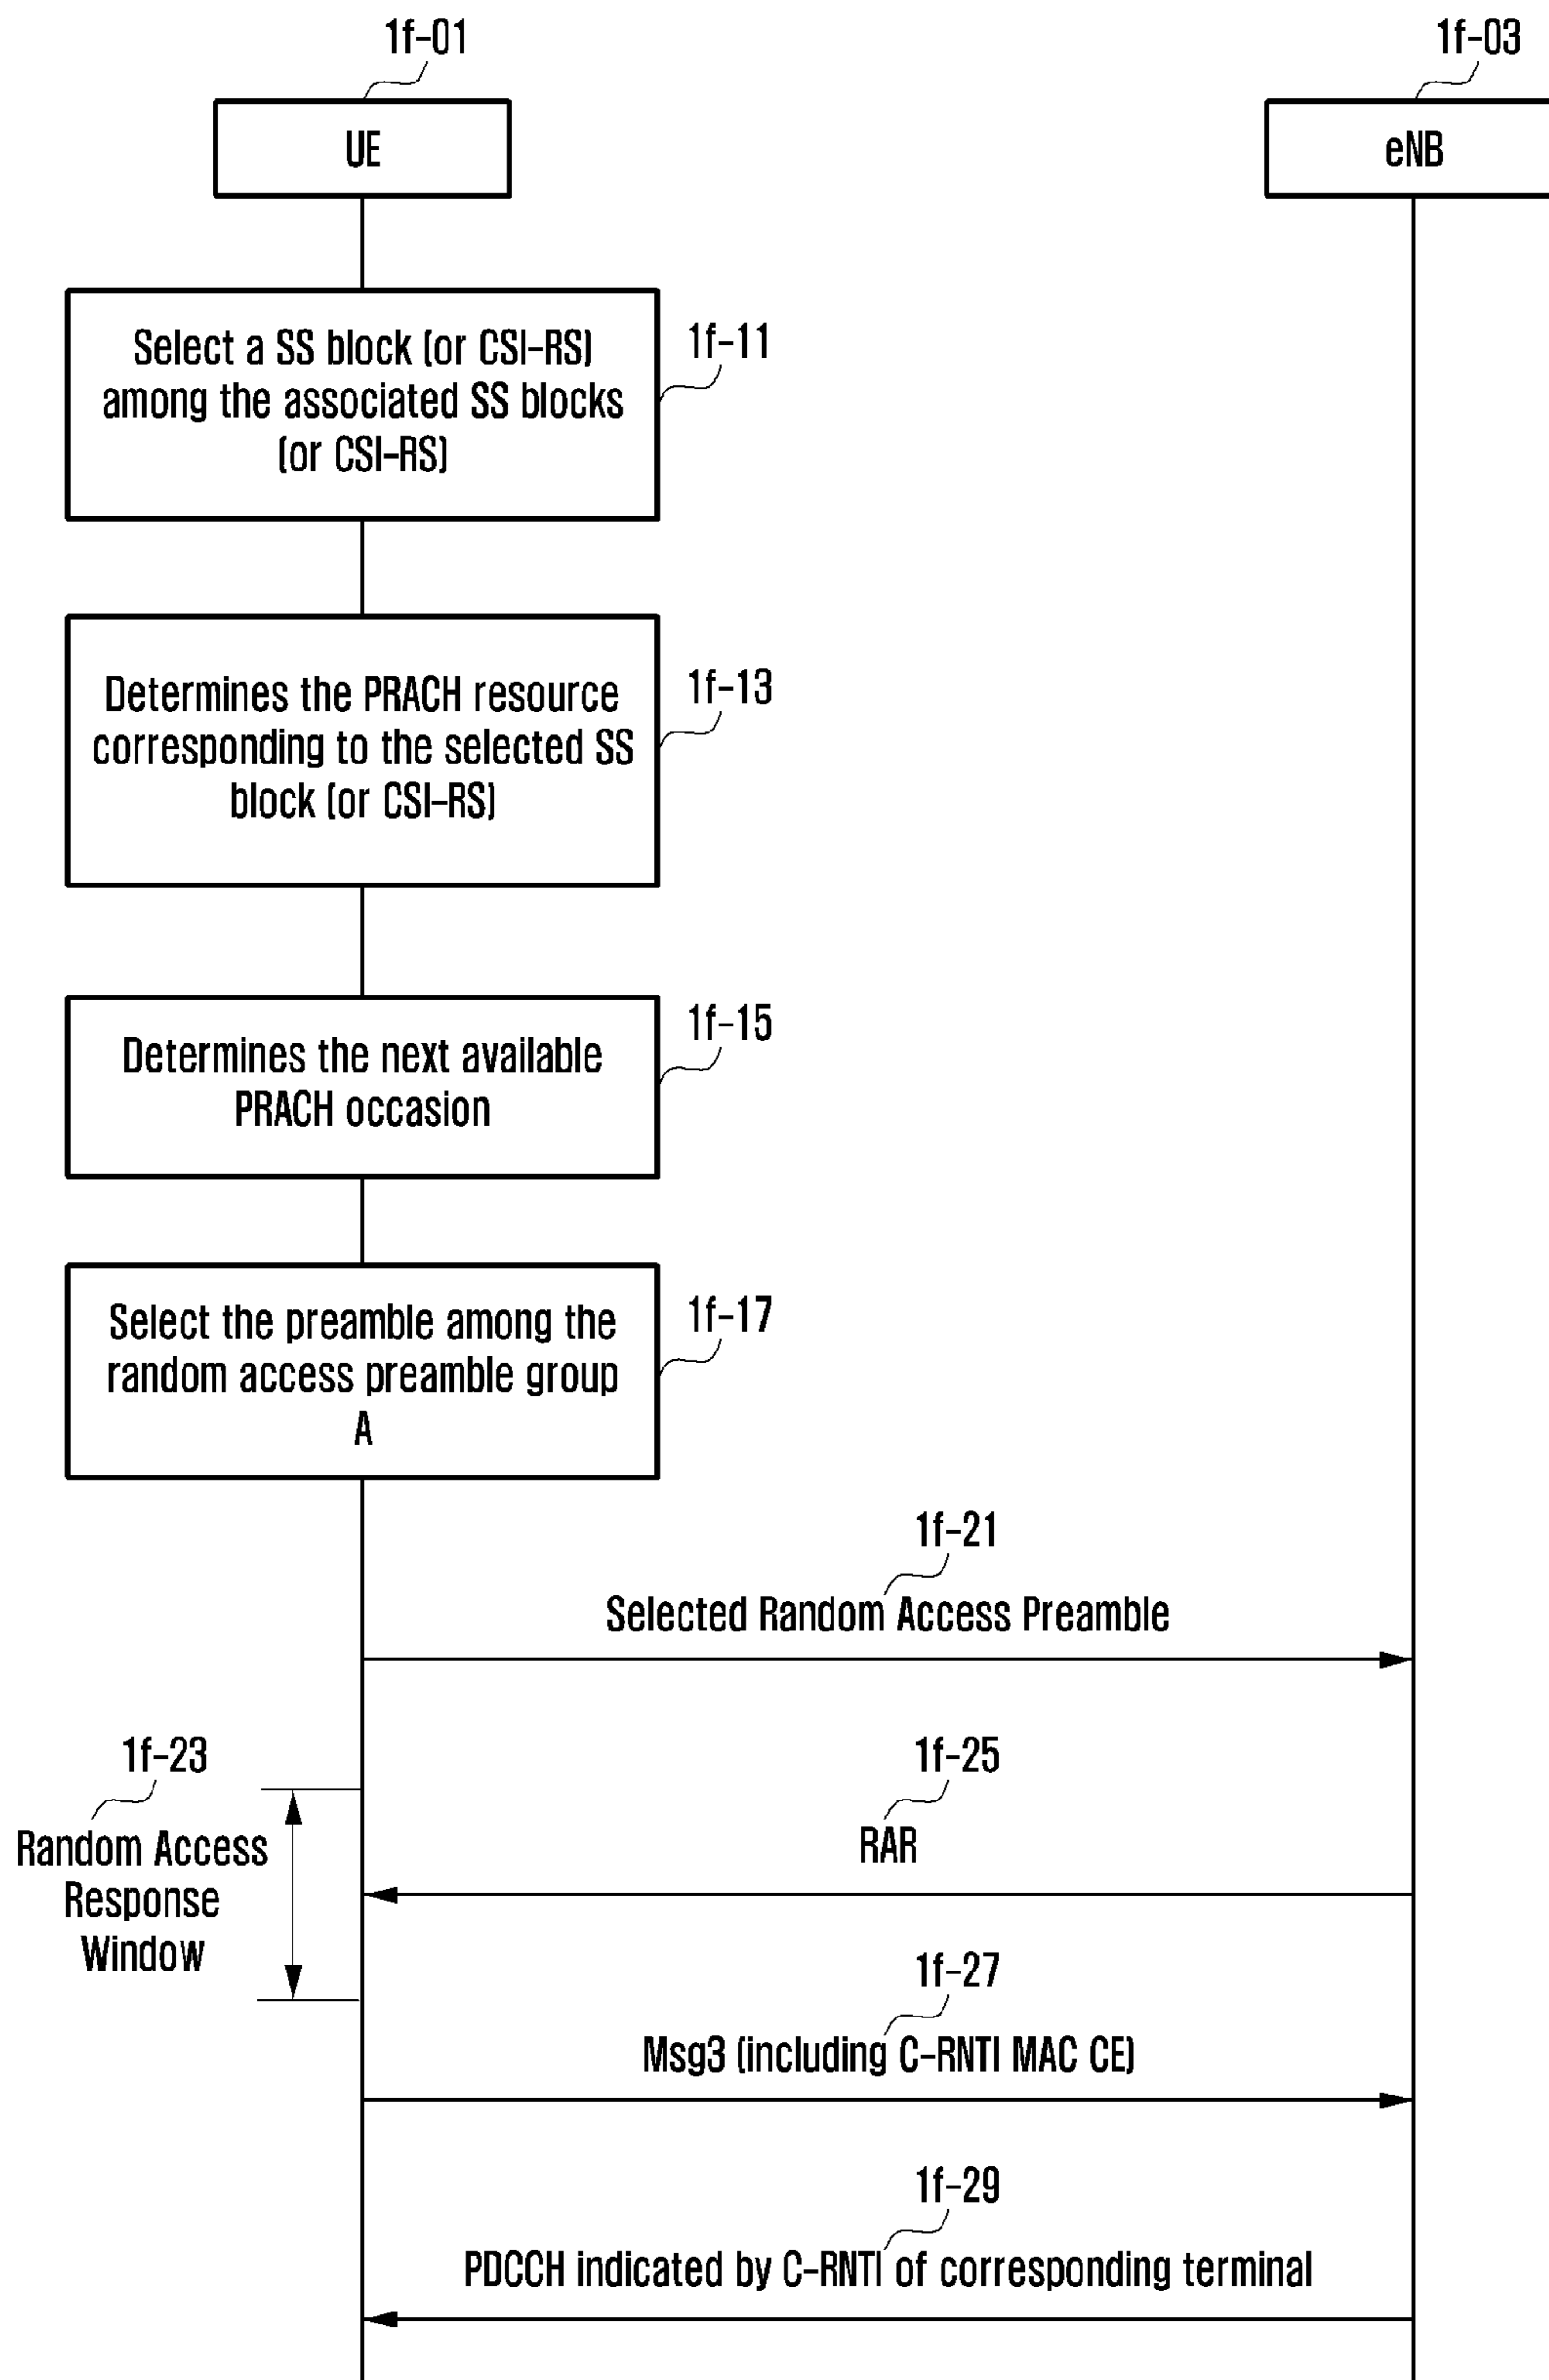 1f-01
1f-03
UE
eNB
Select a SS block (or CSI-RS)
among the associated SS blocks
(or CSI-RS)
1f-11
Determines the PRACH resource
corresponding to the selected SS
block (or CSI-RS)
1f-13
Determines the next available
PRACH occasion
1f-15
Select the preamble among the
random access preamble group
A
1f-17
1f-21
Selected Random Access Preamble
1f-23
Random Access
Response
Window
1f-25
RAR
1f-27
Msg3 (including C-RNTI MAC CE)
1f-29
PDCCH indicated by C-RNTI of corresponding terminal